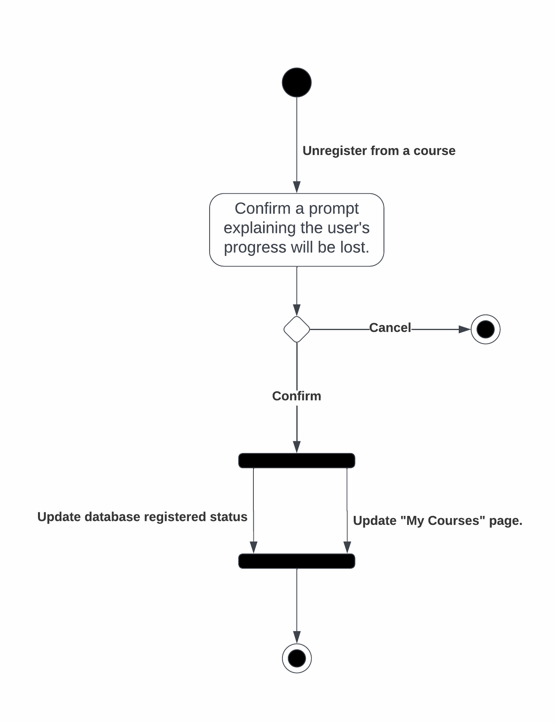 Unregister from a course
Confirm a prompt
explaining the user's
progress will be lost.
Cancel
Confirm
Update database registered status
Update "My Courses" page.